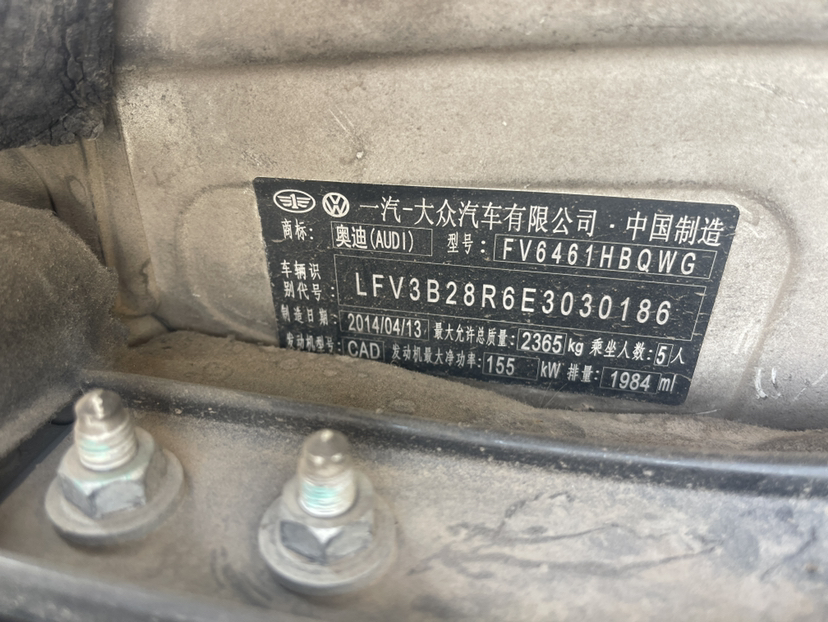 一汽-大众汽车有限公司·中国制造
商标: 奥迪(AUDI) 型号: FV6461HBQWG
车辆识
别代号: LFV3B28R6E3030186
制造日期: 2014/04/13 最大允许总质量: 2365 kg 乘坐人数: 5 人
发动机型号: CAD 发动机最大净功率: 155 kW 排量: 1984 ml